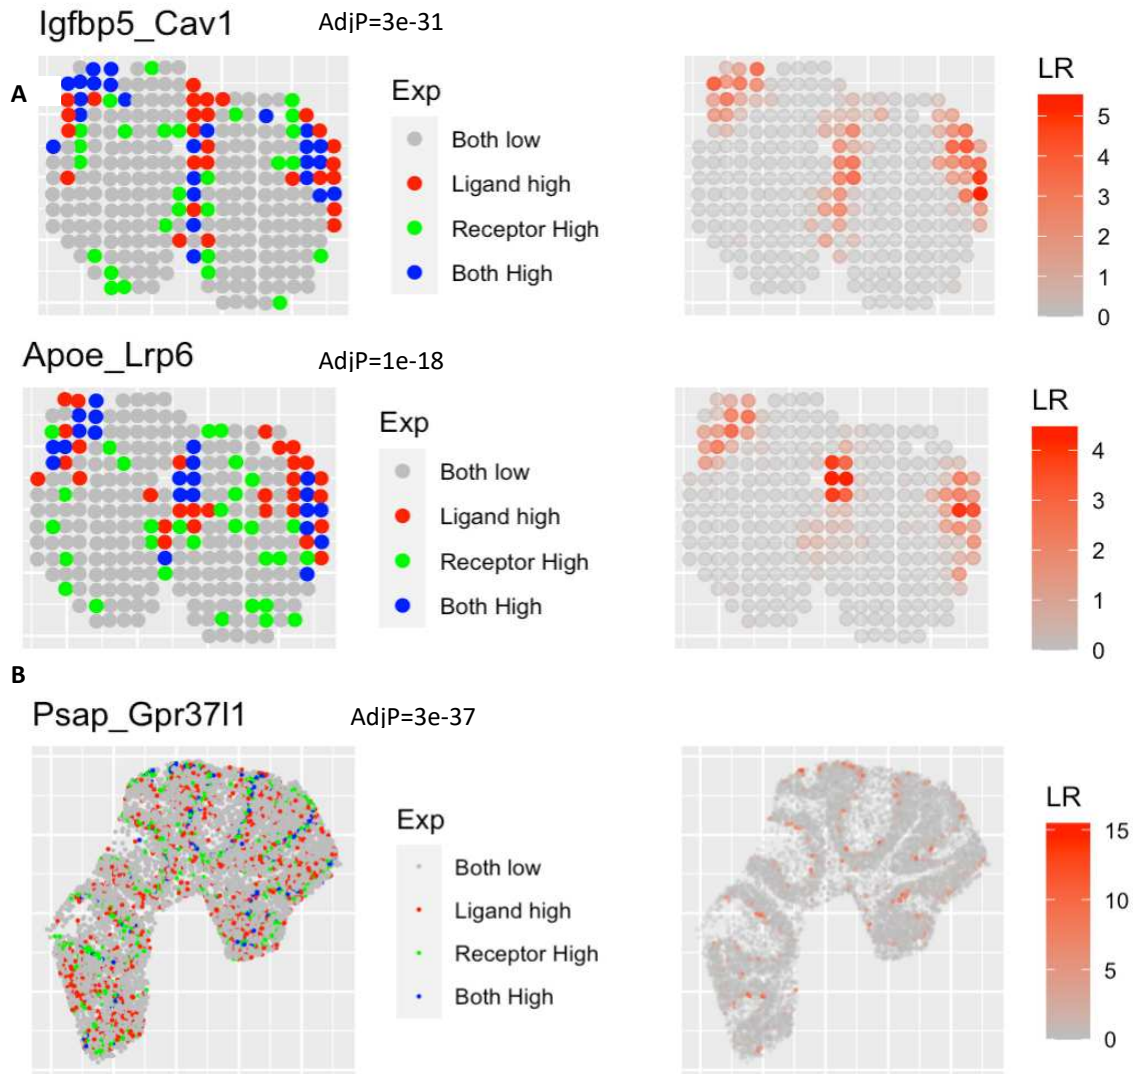 Igfbp5_Cav1 AdjP=3e-31
A
Exp
Both low
Ligand high
Receptor High
Both High
LR
5
4
3
2
1
0
Apoe_Lrp6 AdjP=1e-18
Exp
Both low
Ligand high
Receptor High
Both High
LR
4
3
2
1
0
B
Psap_Gpr37l1 AdjP=3e-37
Exp
Both low
Ligand high
Receptor High
Both High
LR
15
10
5
0